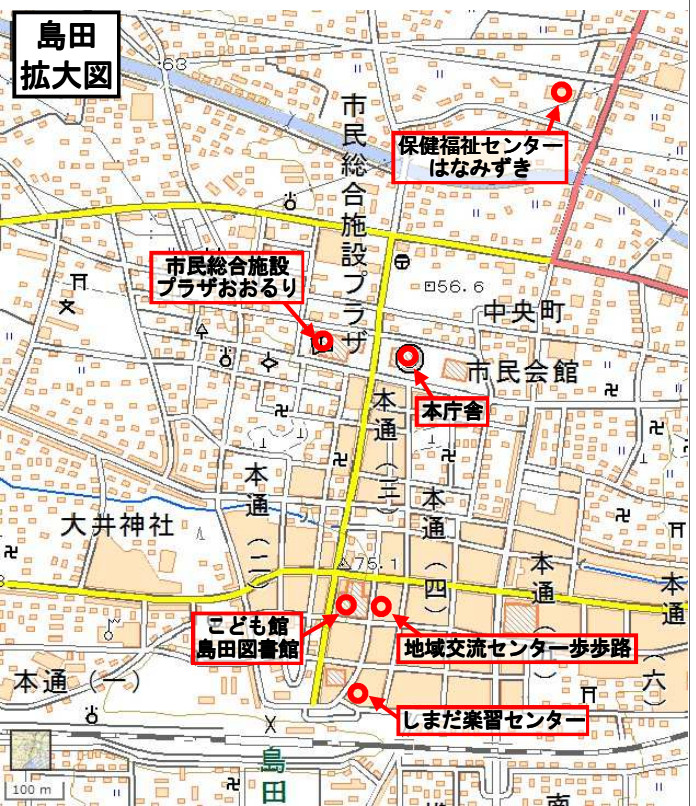 島田
拡大図
63
市民総合施設プラザ
保健福祉センター
はなみずき
市民総合施設
プラザおおるり
56.6
中央町
市民会館
本庁舎
本通(三)
本通(二)
本通(四)
大井神社
75.1
本通(五)
本通(六)
こども館
島田図書館
地域交流センター歩歩路
本通(一)
しまだ楽習センター
島田
100 m